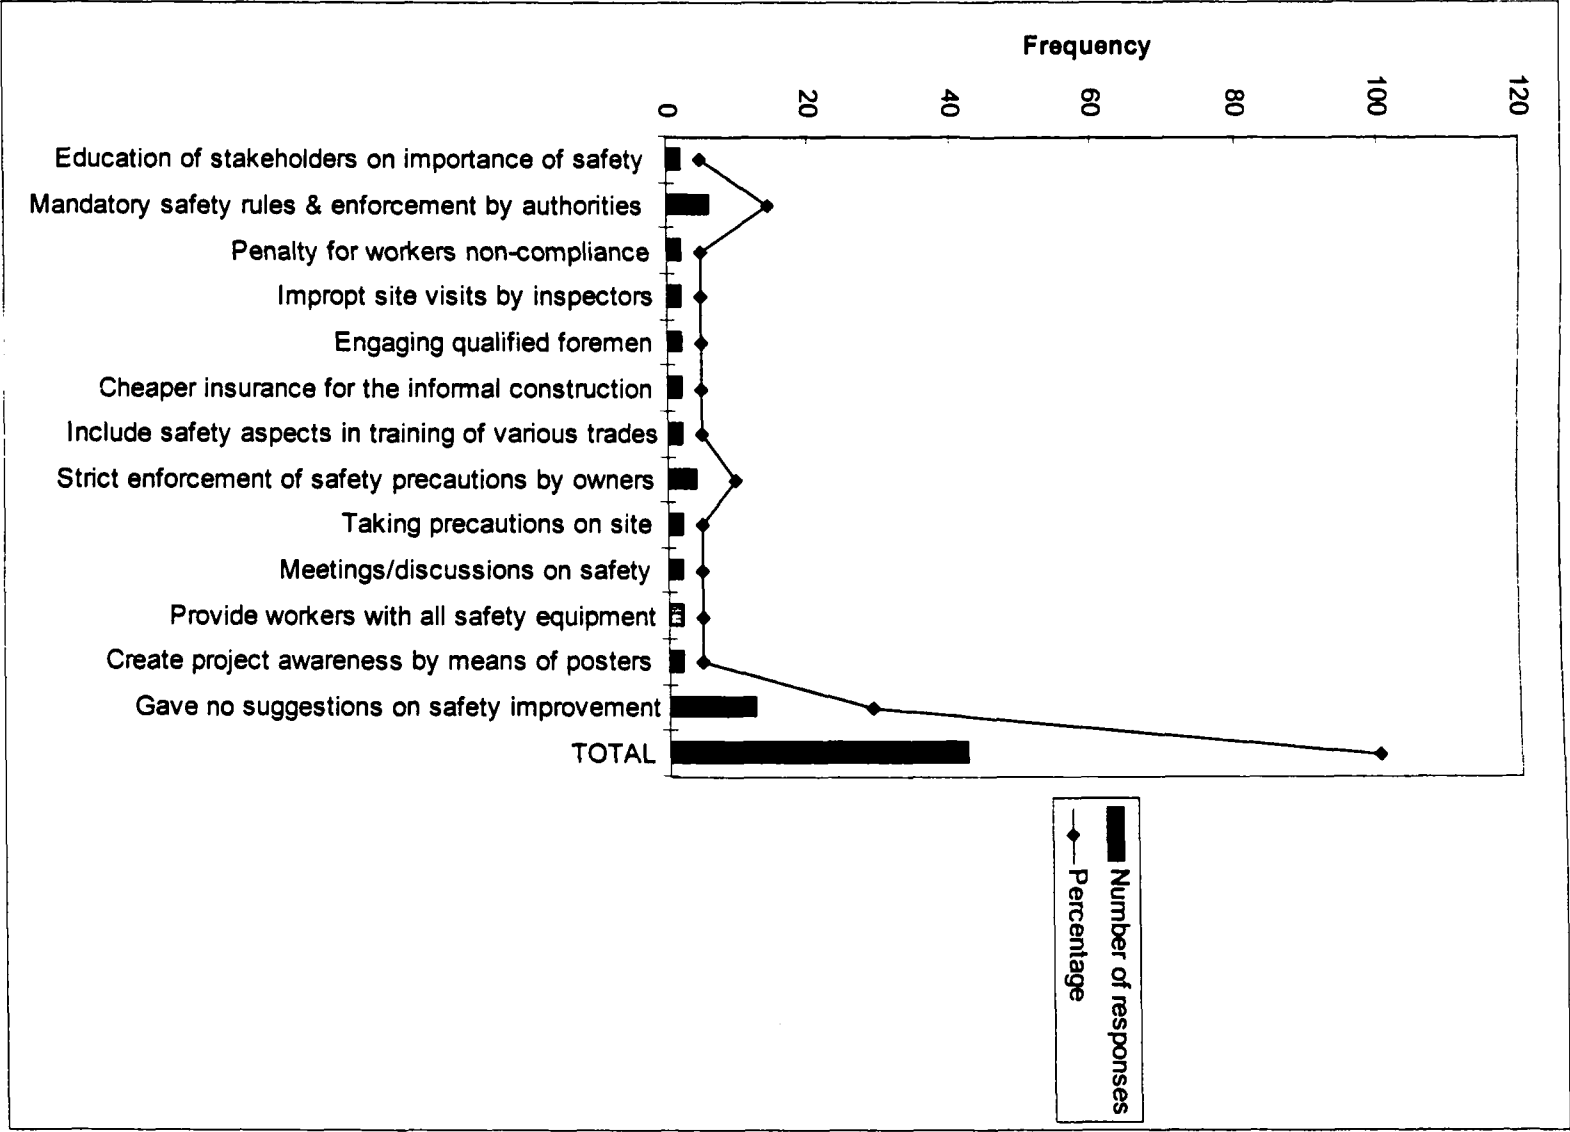 Frequency
0
20
40
60
80
100
120
Education of stakeholders on importance of safety
Mandatory safety rules & enforcement by authorities
Penalty for workers non-compliance
Impropt site visits by inspectors
Engaging qualified foremen
Cheaper insurance for the informal construction
Include safety aspects in training of various trades
Strict enforcement of safety precautions by owners
Taking precautions on site
Meetings/discussions on safety
Provide workers with all safety equipment
Create project awareness by means of posters
Gave no suggestions on safety improvement
TOTAL
Number of responses
Percentage